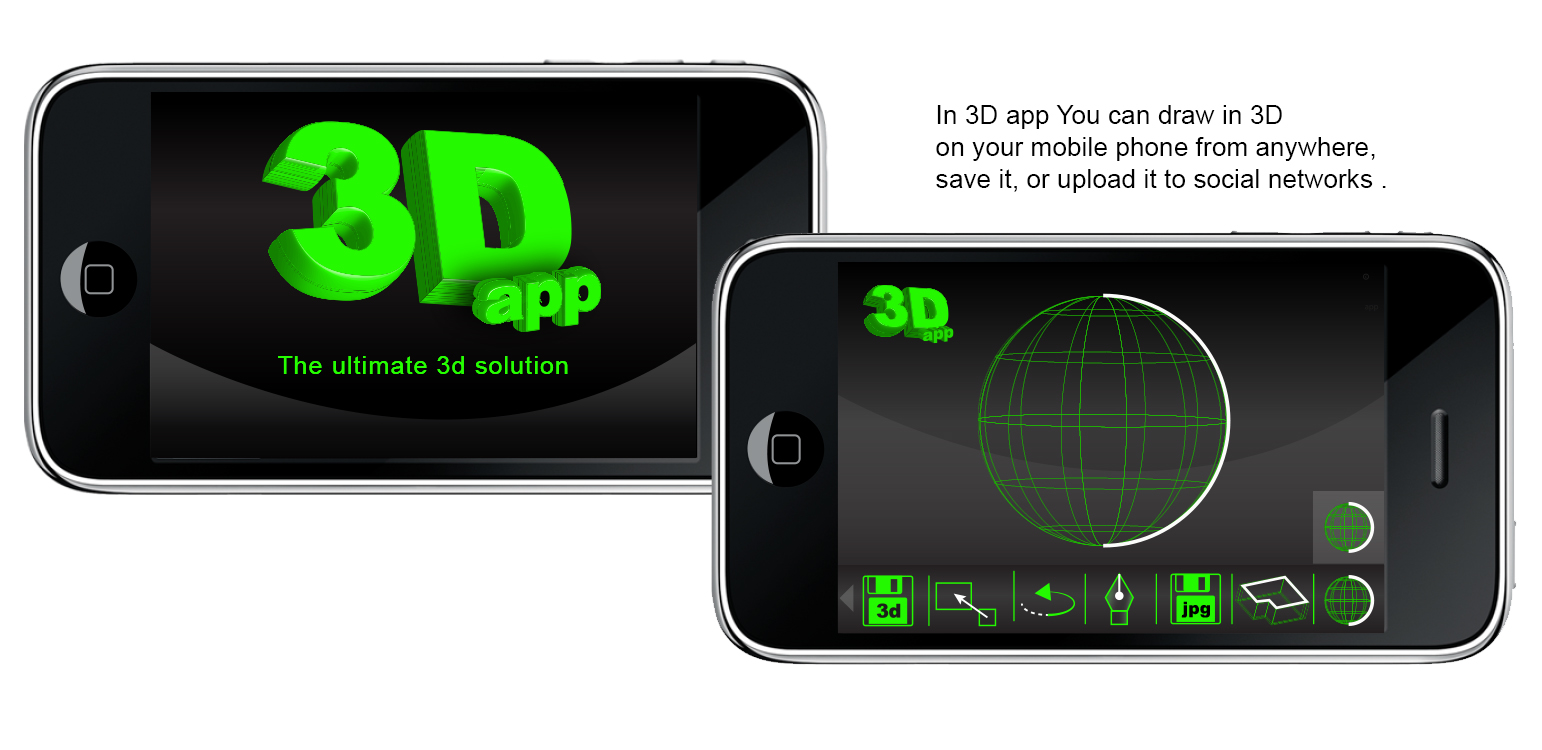 3D
app
The ultimate 3d solution
In 3D app You can draw in 3D
on your mobile phone from anywhere,
save it, or upload it to social networks .
3D
app
3d
jpg